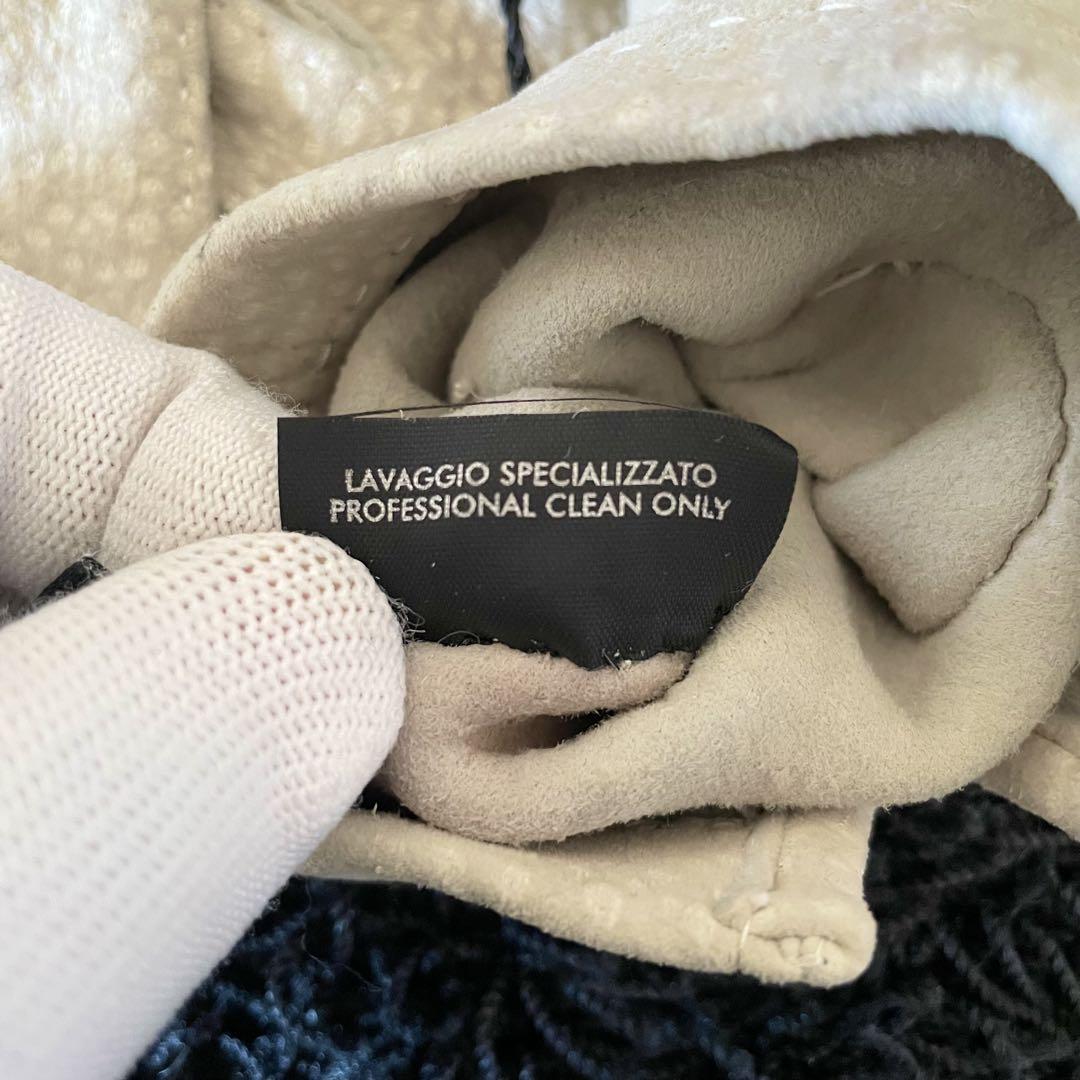 LAVAGGIO SPECIALIZZATO
PROFESSIONAL CLEAN ONLY